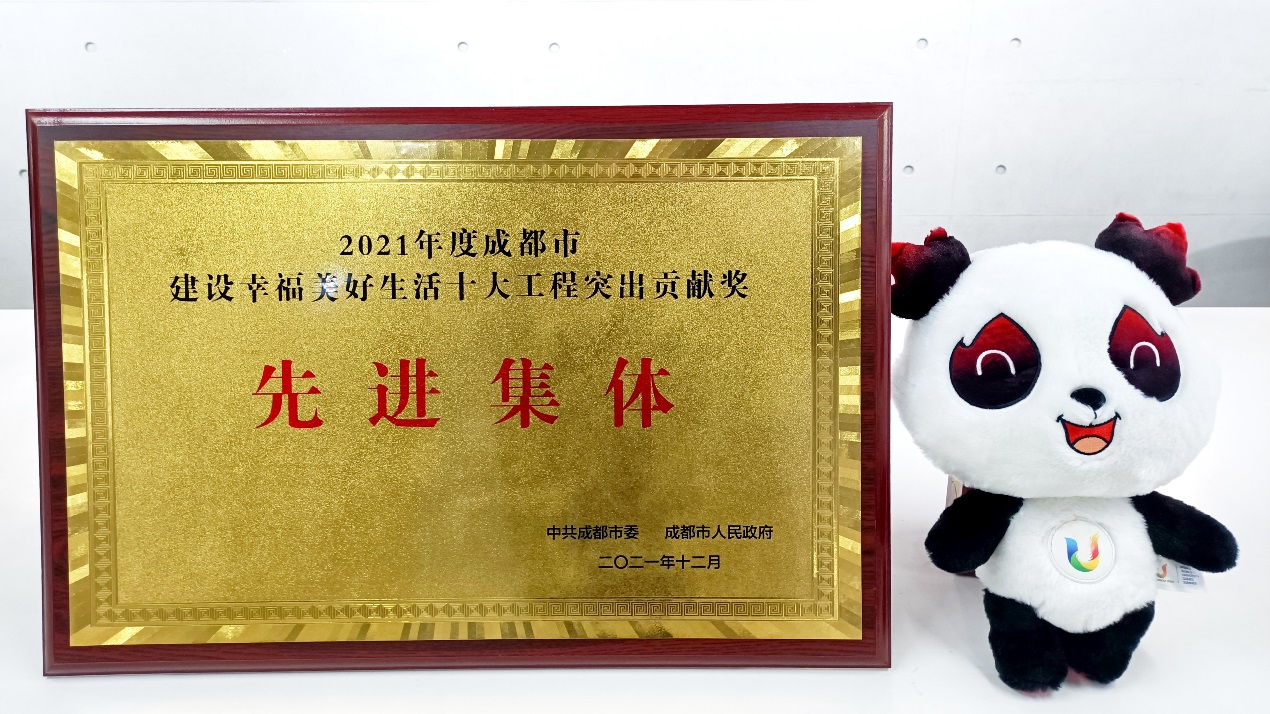 2021年度成都市
建设幸福美好生活十大工程突出贡献奖
先进集体
中共成都市委 成都市人民政府
二〇二一年十二月